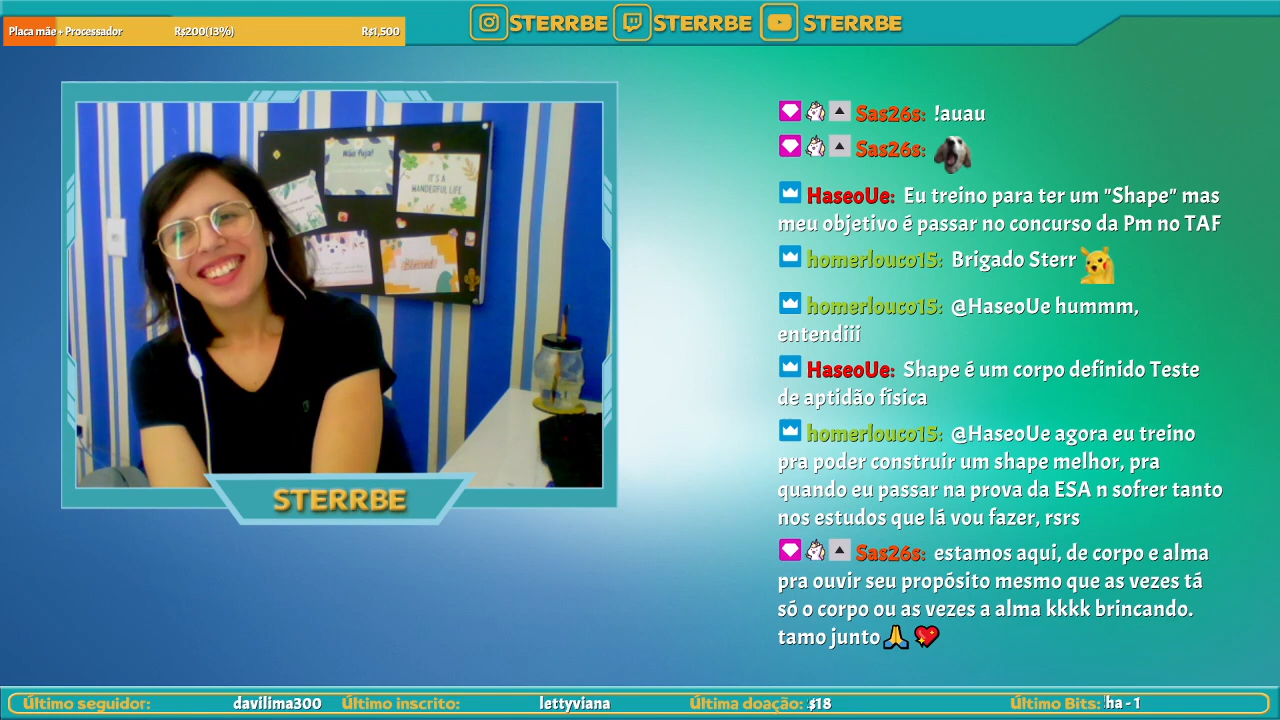 Placa mãe + Processador R$200(13%) R$1,500
STERRBE STERRBE STERRBE
Sas26s: !auau
Sas26s:
HaseoUe: Eu treino para ter um "Shape" mas
meu objetivo é passar no concurso da Pm no TAF
homerlouco15: Brigado Sterr
homerlouco15: @HaseoUe hummm,
entendiii
HaseoUe: Shape é um corpo definido Teste
de aptidão física
homerlouco15: @HaseoUe agora eu treino
pra poder construir um shape melhor, pra
quando eu passar na prova da ESA n sofrer tanto
nos estudos que lá vou fazer, rsrs
Sas26s: estamos aqui, de corpo e alma
pra ouvir seu propósito mesmo que as vezes tá
só o corpo ou as vezes a alma kkkk brincando.
tamo junto🙏 💖
Não fuja!
IT'S A
WANDERFUL LIFE
Blessed
STERRBE
Último seguidor: davilima300 Último inscrito: lettyviana Última doação: $18 Último Bits: ha - 1